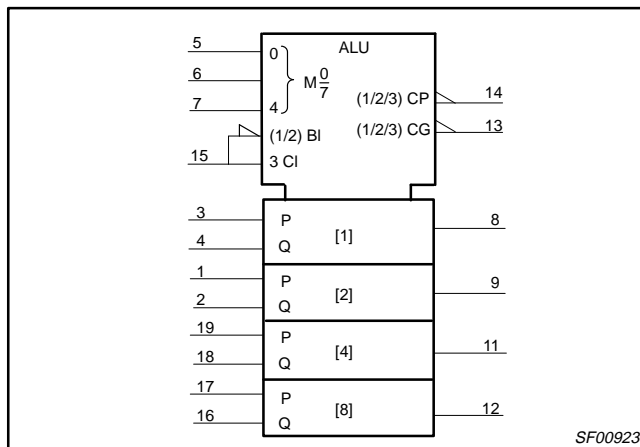 ALU
5
0
6
M 0/7
7
4
(1/2/3) CP
14
(1/2/3) CG
13
(1/2) BI
15
3 CI
3
P
[1]
8
4
Q
1
P
[2]
9
2
Q
19
P
[4]
11
18
Q
17
P
[8]
12
16
Q
SF00923